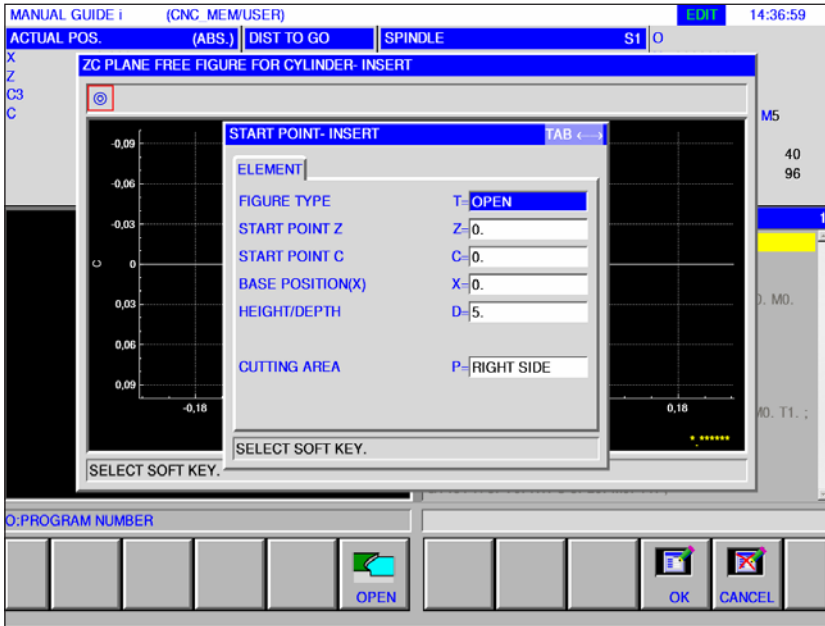 MANUAL GUIDE i (CNC_MEM/USER) EDIT 14:36:59
ACTUAL POS. (ABS.) DIST TO GO SPINDLE S1 O
X
Z
C3
C
ZC PLANE FREE FIGURE FOR CYLINDER- INSERT
M5
40
96
START POINT- INSERT TAB
ELEMENT
FIGURE TYPE T= OPEN
START POINT Z Z= 0.
START POINT C C= 0.
BASE POSITION(X) X= 0.
HEIGHT/DEPTH D= 5.
CUTTING AREA P= RIGHT SIDE
SELECT SOFT KEY.
-0,09
-0,06
-0,03
C 0
0,03
0,06
0,09
-0,18 0,18
*.******
1
0. M0.
M0. T1. ;
SELECT SOFT KEY.
O:PROGRAM NUMBER
OPEN OK CANCEL